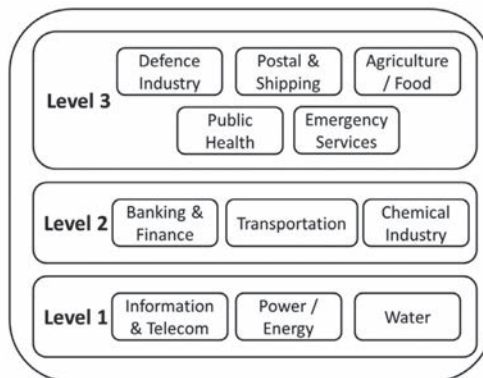 Level 3
Defence
Industry
Postal &
Shipping
Agriculture
/ Food
Public
Health
Emergency
Services
Level 2
Banking &
Finance
Transportation
Chemical
Industry
Level 1
Information
& Telecom
Power /
Energy
Water